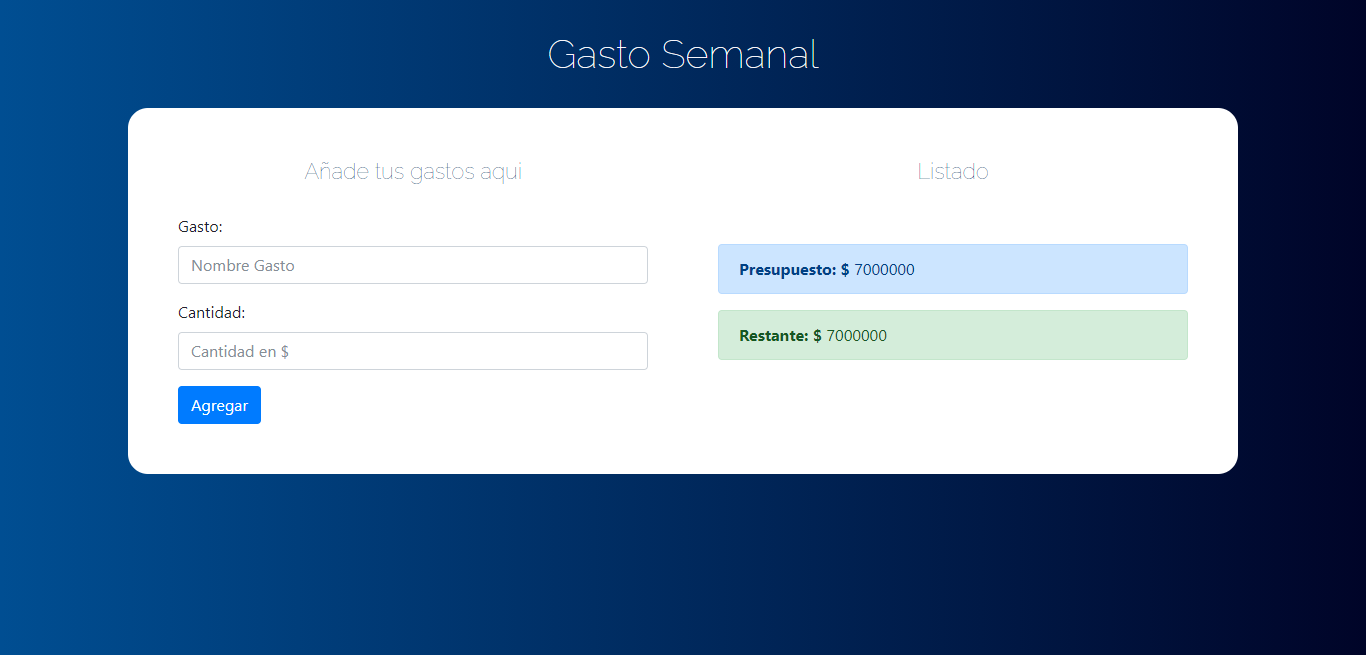 Gasto Semanal
Añade tus gastos aqui
Gasto:
Nombre Gasto
Cantidad:
Cantidad en $
Agregar
Listado
Presupuesto: $ 7000000
Restante: $ 7000000